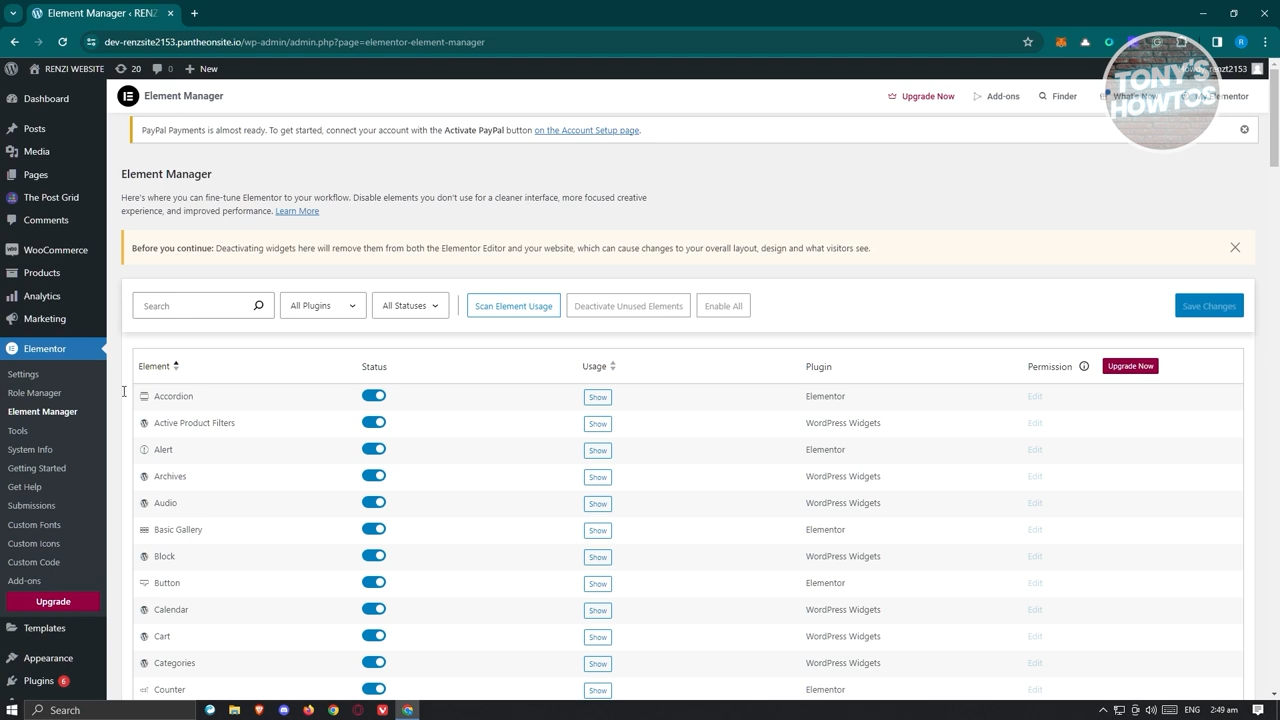 Element Manager ‹ RENZ
dev-renzsite2153.pantheonsite.io/wp-admin/admin.php?page=elementor-element-manager
R
RENZI WEBSITE 20 0 + New
renzt2153
TONY'S
HOWTOS
Dashboard
Posts
Media
Pages
The Post Grid
Comments
WooCommerce
Products
Analytics
Marketing
Elementor
Settings
Role Manager
Element Manager
Tools
System Info
Getting Started
Get Help
Submissions
Custom Fonts
Custom Icons
Custom Code
Add-ons
Upgrade
Templates
Appearance
Plugins 6
Element Manager
Upgrade Now Add-ons Finder What's New My Elementor
PayPal Payments is almost ready. To get started, connect your account with the Activate PayPal button on the Account Setup page.
Element Manager
Here's where you can fine-tune Elementor to your workflow. Disable elements you don't use for a cleaner interface, more focused creative
experience, and improved performance. Learn More
Before you continue: Deactivating widgets here will remove them from both the Elementor Editor and your website, which can cause changes to your overall layout, design and what visitors see.
Search All Plugins All Statuses Scan Element Usage Deactivate Unused Elements Enable All Save Changes
Element Status Usage Plugin Permission Upgrade Now
Accordion Show Elementor Edit
Active Product Filters Show WordPress Widgets Edit
Alert Show Elementor Edit
Archives Show WordPress Widgets Edit
Audio Show WordPress Widgets Edit
Basic Gallery Show Elementor Edit
Block Show WordPress Widgets Edit
Button Show Elementor Edit
Calendar Show WordPress Widgets Edit
Cart Show WordPress Widgets Edit
Categories Show WordPress Widgets Edit
Counter Show Elementor Edit
Search ENG 2:49 am